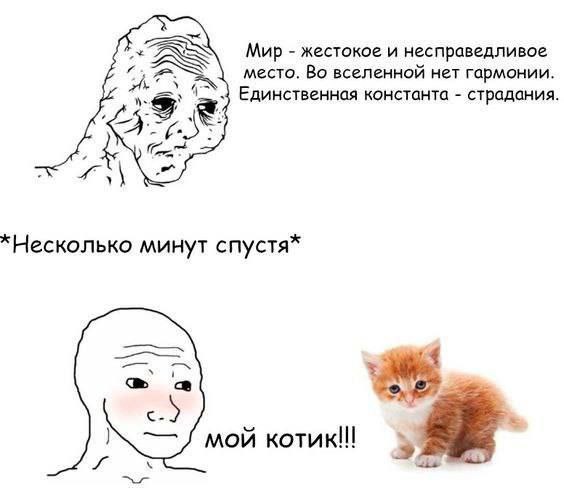 Мир - жестокое и несправедливое
место. Во вселенной нет гармонии.
Единственная константа - страдания.
*Несколько минут спустя*
мой котик!!!